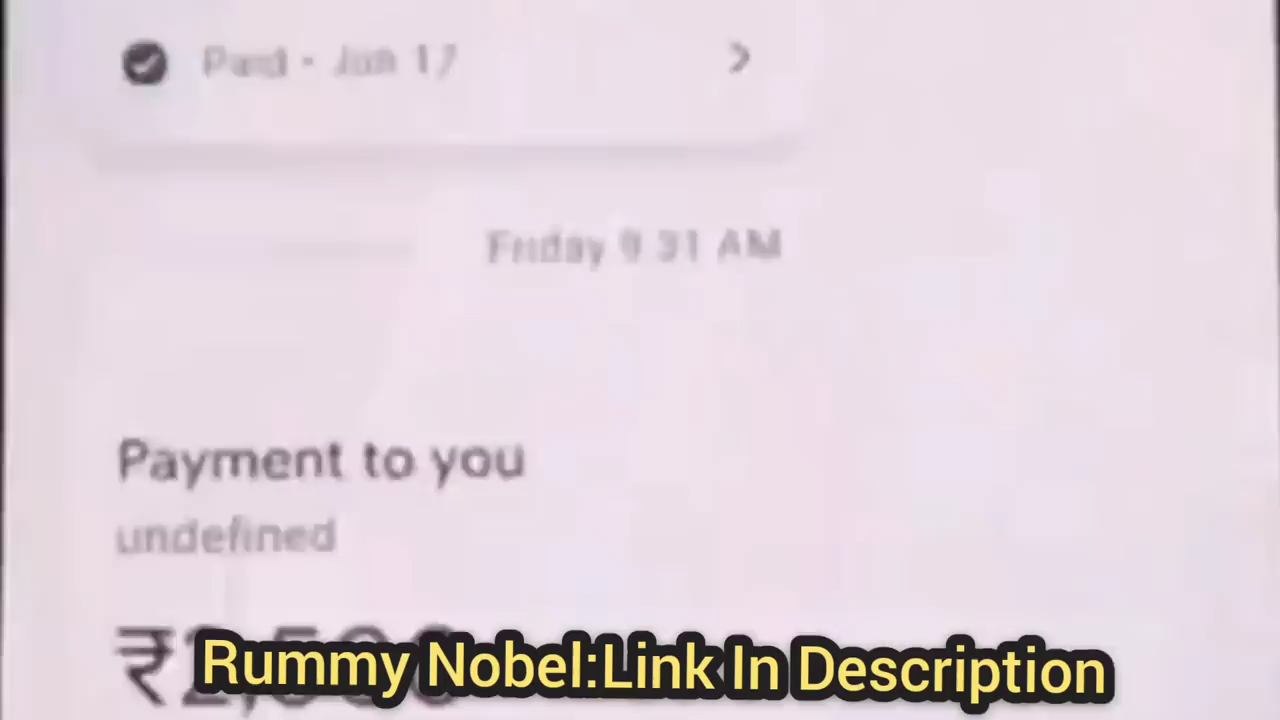 Paid • Jun 17
Friday 9 31 AM
Payment to you
undefined
Rummy Nobel:Link In Description